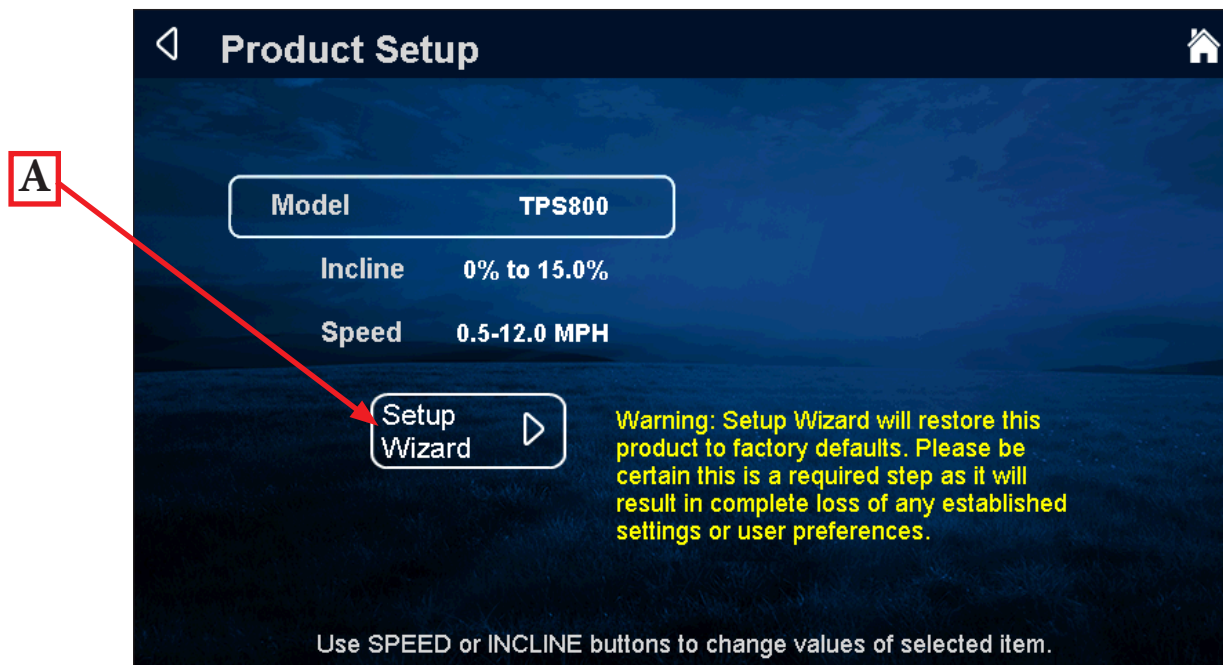 Product Setup
A
Model TPS800
Incline 0% to 15.0%
Speed 0.5-12.0 MPH
Setup
Wizard
Warning: Setup Wizard will restore this
product to factory defaults. Please be
certain this is a required step as it will
result in complete loss of any established
settings or user preferences.
Use SPEED or INCLINE buttons to change values of selected item.